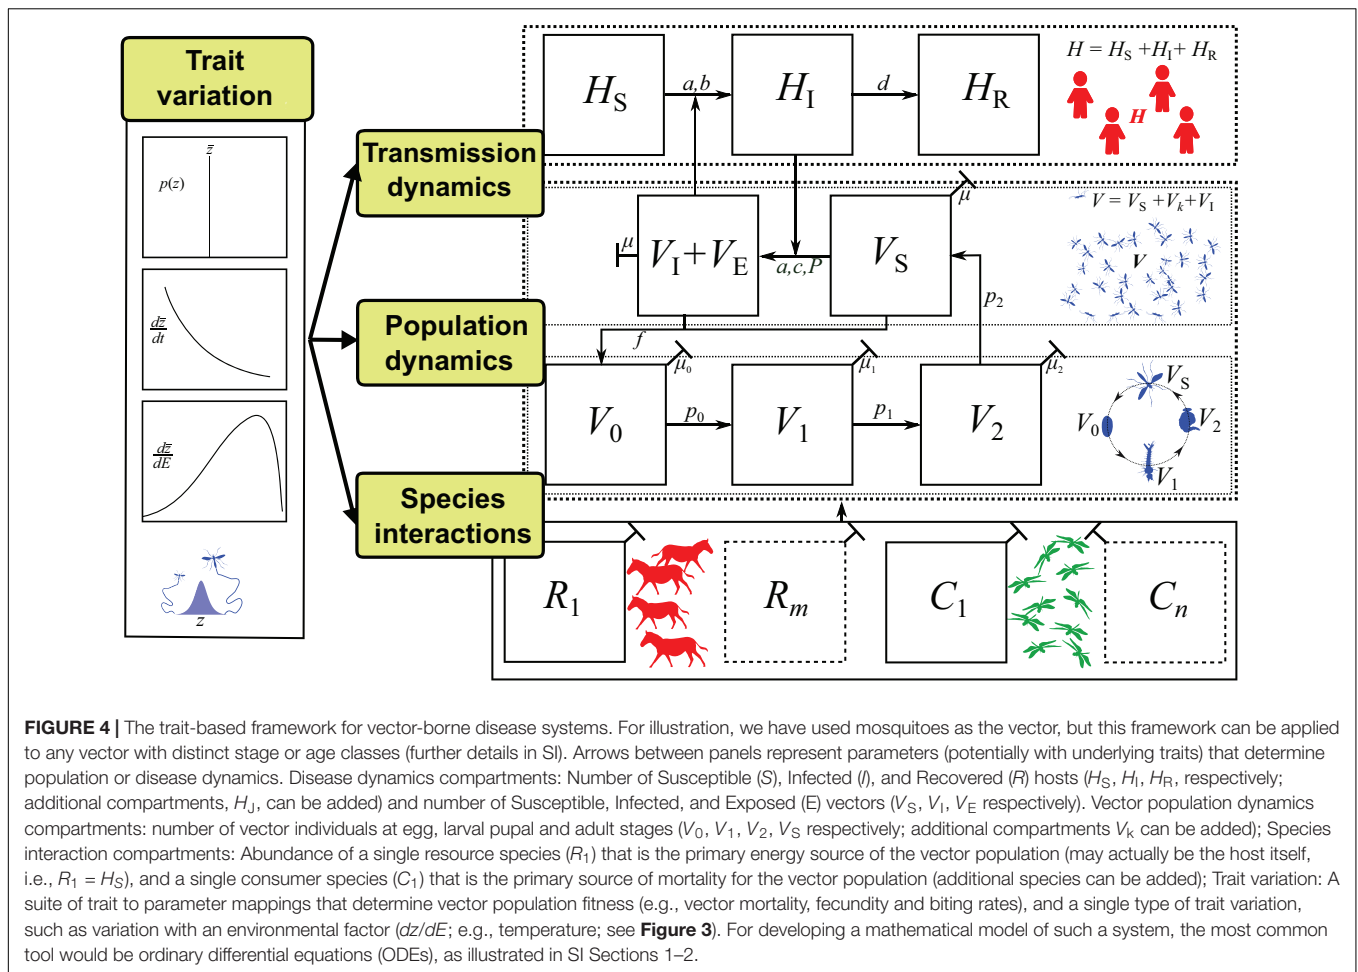 Trait
variation
z̄
p(z)
dz̄/dt
dz̄/dE
z
Transmission
dynamics
Population
dynamics
Species
interactions
H_S
a,b
H_I
d
H_R
H = H_S + H_I + H_R
H
μ
V_I + V_E
a,c,P
V_S
μ
V = V_S + V_k + V_I
V
p_2
f
μ_0
μ_1
μ_2
V_0
p_0
V_1
p_1
V_2
V_S
V_0
V_2
V_1
R_1
R_m
C_1
C_n
FIGURE 4 | The trait-based framework for vector-borne disease systems. For illustration, we have used mosquitoes as the vector, but this framework can be applied
to any vector with distinct stage or age classes (further details in SI). Arrows between panels represent parameters (potentially with underlying traits) that determine
population or disease dynamics. Disease dynamics compartments: Number of Susceptible (S), Infected (I), and Recovered (R) hosts (H_S, H_I, H_R, respectively;
additional compartments, H_J, can be added) and number of Susceptible, Infected, and Exposed (E) vectors (V_S, V_I, V_E respectively). Vector population dynamics
compartments: number of vector individuals at egg, larval pupal and adult stages (V_0, V_1, V_2, V_S respectively; additional compartments V_k can be added); Species
interaction compartments: Abundance of a single resource species (R_1) that is the primary energy source of the vector population (may actually be the host itself,
i.e., R_1 = H_S), and a single consumer species (C_1) that is the primary source of mortality for the vector population (additional species can be added); Trait variation: A
suite of trait to parameter mappings that determine vector population fitness (e.g., vector mortality, fecundity and biting rates), and a single type of trait variation,
such as variation with an environmental factor (dz/dE; e.g., temperature; see Figure 3). For developing a mathematical model of such a system, the most common
tool would be ordinary differential equations (ODEs), as illustrated in SI Sections 1–2.